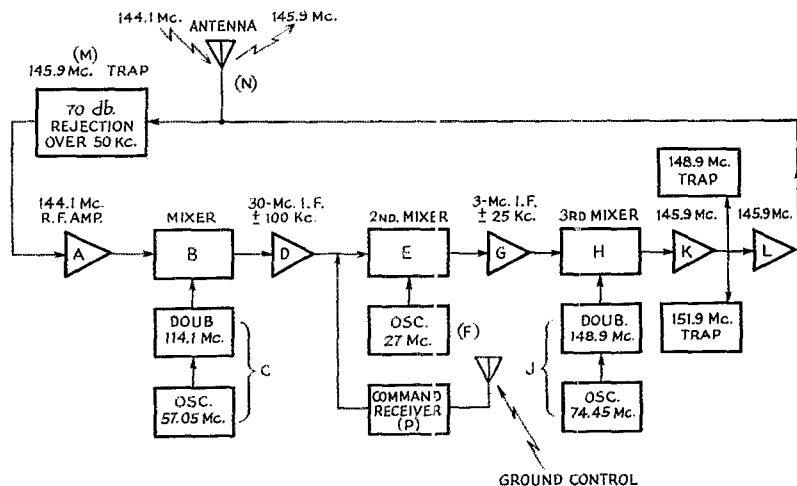 144.1 Mc.
145.9 Mc.
ANTENNA
(M)
145.9 Mc. TRAP
(N)
70 db.
REJECTION
OVER 50 Kc.
148.9 Mc.
TRAP
144.1 Mc.
R.F. AMP.
MIXER
30-Mc. I.F.
± 100 Kc.
2ND. MIXER
3-Mc. I.F.
± 25 Kc.
3RD MIXER
145.9 Mc.
145.9 Mc.
A
B
D
E
G
H
K
L
DOUB
114.1 Mc.
C
OSC.
57.05 Mc.
OSC.
27 Mc.
(F)
COMMAND
RECEIVER
(P)
J
DOUB.
148.9 Mc.
OSC.
74.45 Mc.
151.9 Mc.
TRAP
GROUND CONTROL